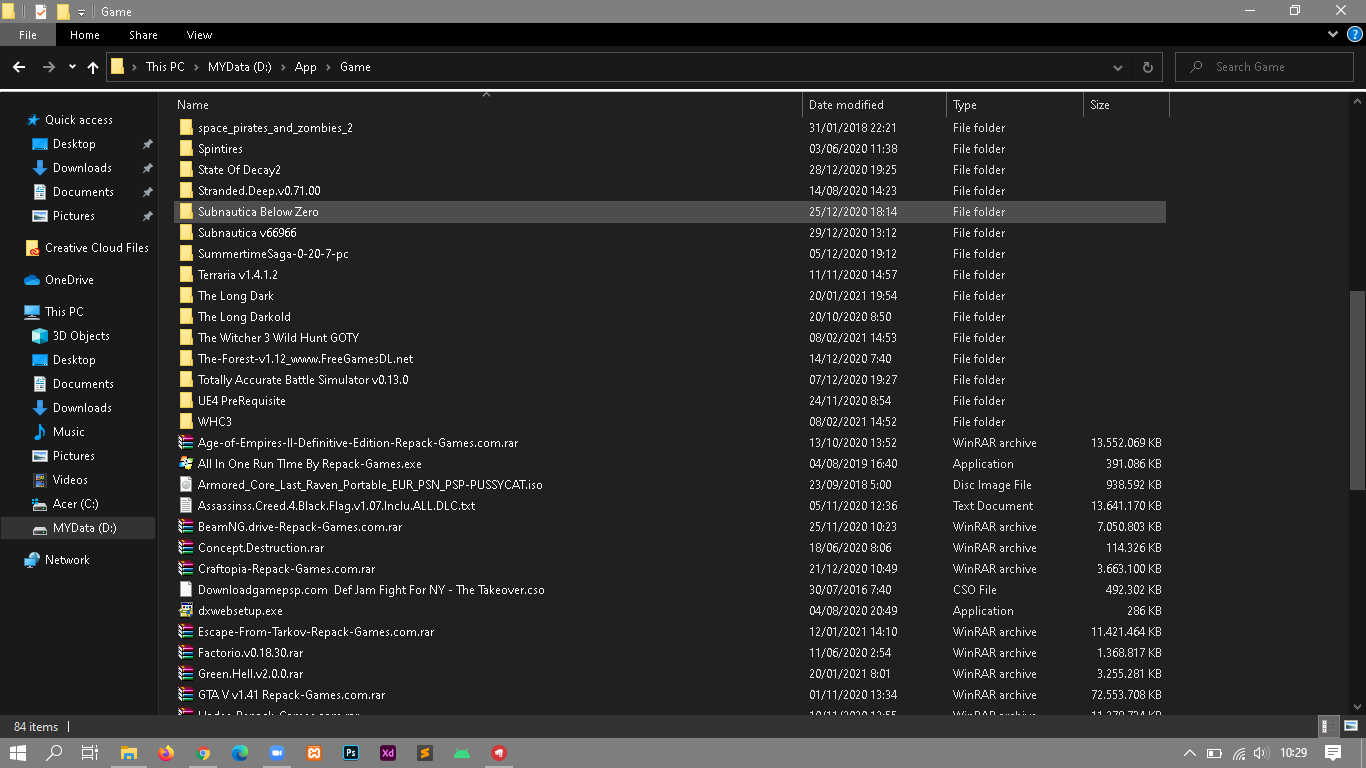 Game
File Home Share View
This PC MYData (D:) App Game Search Game
Name Date modified Type Size
Quick access
Desktop
Downloads
Documents
Pictures
Creative Cloud Files
OneDrive
This PC
3D Objects
Desktop
Documents
Downloads
Music
Pictures
Videos
Acer (C:)
MYData (D:)
Network
space_pirates_and_zombies_2 31/01/2018 22:21 File folder
Spintires 03/06/2020 11:38 File folder
State Of Decay2 28/12/2020 19:25 File folder
Stranded.Deep.v0.71.00 14/08/2020 14:23 File folder
Subnautica Below Zero 25/12/2020 18:14 File folder
Subnautica v66966 29/12/2020 13:12 File folder
SummertimeSaga-0-20-7-pc 05/12/2020 19:12 File folder
Terraria v1.4.1.2 11/11/2020 14:57 File folder
The Long Dark 20/01/2021 19:54 File folder
The Long Darkold 20/10/2020 8:50 File folder
The Witcher 3 Wild Hunt GOTY 08/02/2021 14:53 File folder
The-Forest-v1.12_www.FreeGamesDL.net 14/12/2020 7:40 File folder
Totally Accurate Battle Simulator v0.13.0 07/12/2020 19:27 File folder
UE4 PreRequisite 24/11/2020 8:54 File folder
WHC3 08/02/2021 14:52 File folder
Age-of-Empires-II-Definitive-Edition-Repack-Games.com.rar 13/10/2020 13:52 WinRAR archive 13.552.069 KB
All In One Run TIme By Repack-Games.exe 04/08/2019 16:40 Application 391.086 KB
Armored_Core_Last_Raven_Portable_EUR_PSN_PSP-PUSSYCAT.iso 23/09/2018 5:00 Disc Image File 938.592 KB
Assassinss.Creed.4.Black.Flag.v1.07.Inclu.ALL.DLC.txt 05/11/2020 12:36 Text Document 13.641.170 KB
BeamNG.drive-Repack-Games.com.rar 25/11/2020 10:23 WinRAR archive 7.050.803 KB
Concept.Destruction.rar 18/06/2020 8:06 WinRAR archive 114.326 KB
Craftopia-Repack-Games.com.rar 21/12/2020 10:49 WinRAR archive 3.663.100 KB
Downloadgamepsp.com Def Jam Fight For NY - The Takeover.cso 30/07/2016 7:40 CSO File 492.302 KB
dxwebsetup.exe 04/08/2020 20:49 Application 286 KB
Escape-From-Tarkov-Repack-Games.com.rar 12/01/2021 14:10 WinRAR archive 11.421.464 KB
Factorio.v0.18.30.rar 11/06/2020 2:54 WinRAR archive 1.368.817 KB
Green.Hell.v2.0.0.rar 20/01/2021 8:01 WinRAR archive 3.255.281 KB
GTA V v1.41 Repack-Games.com.rar 01/11/2020 13:34 WinRAR archive 72.553.708 KB
84 items
Ps Xd 10:29